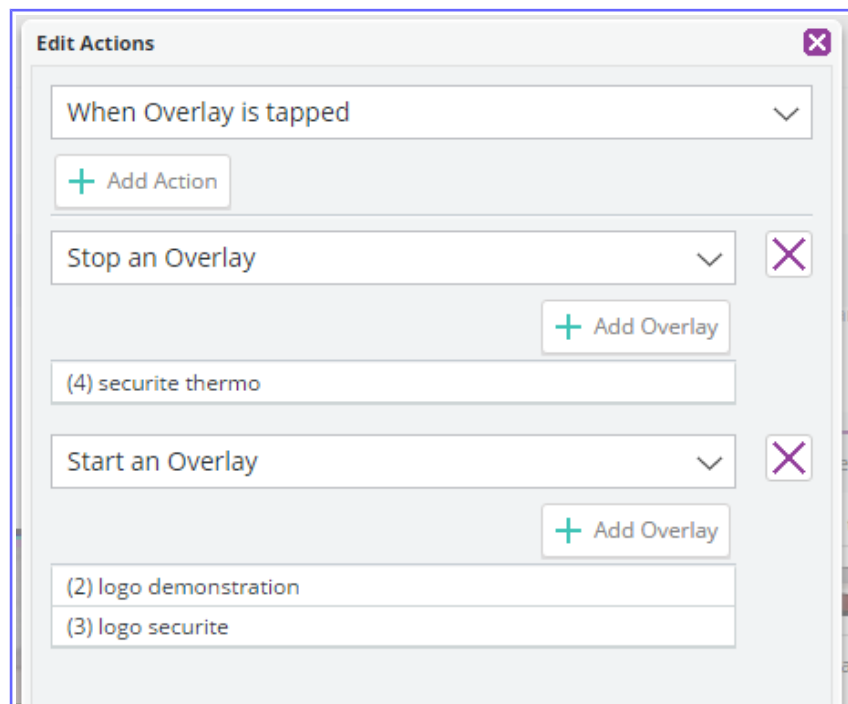 Edit Actions
When Overlay is tapped
Add Action
Stop an Overlay
Add Overlay
(4) securite thermo
Start an Overlay
Add Overlay
(2) logo demonstration
(3) logo securite